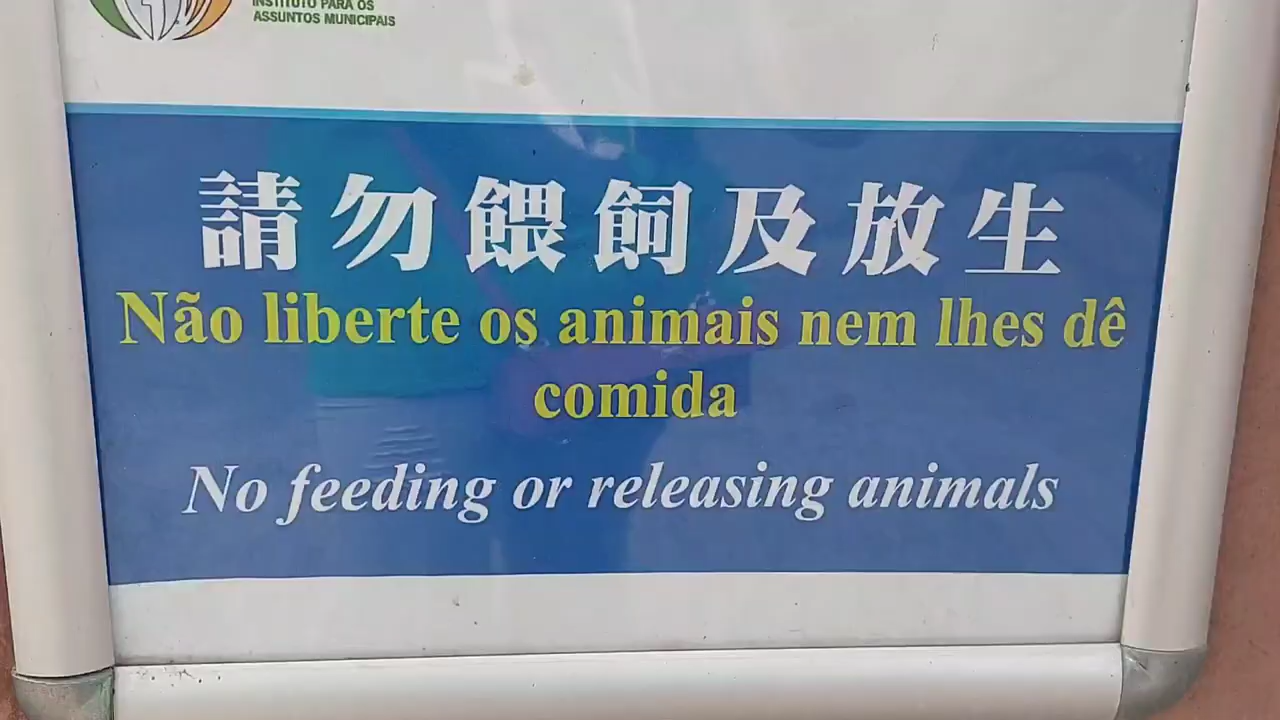 INSTITUTO PARA OS
ASSUNTOS MUNICIPAIS
請勿餵飼及放生
Não liberte os animais nem lhes dê
comida
No feeding or releasing animals